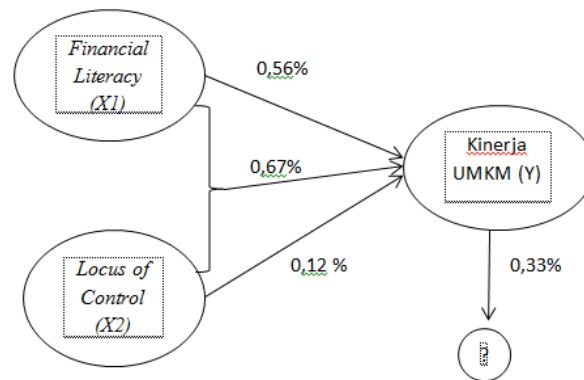 Financial
Literacy
(X1)
0,56%
Kinerja
UMKM (Y)
0,67%
Locus of
Control
(X2)
0,12 %
0,33%